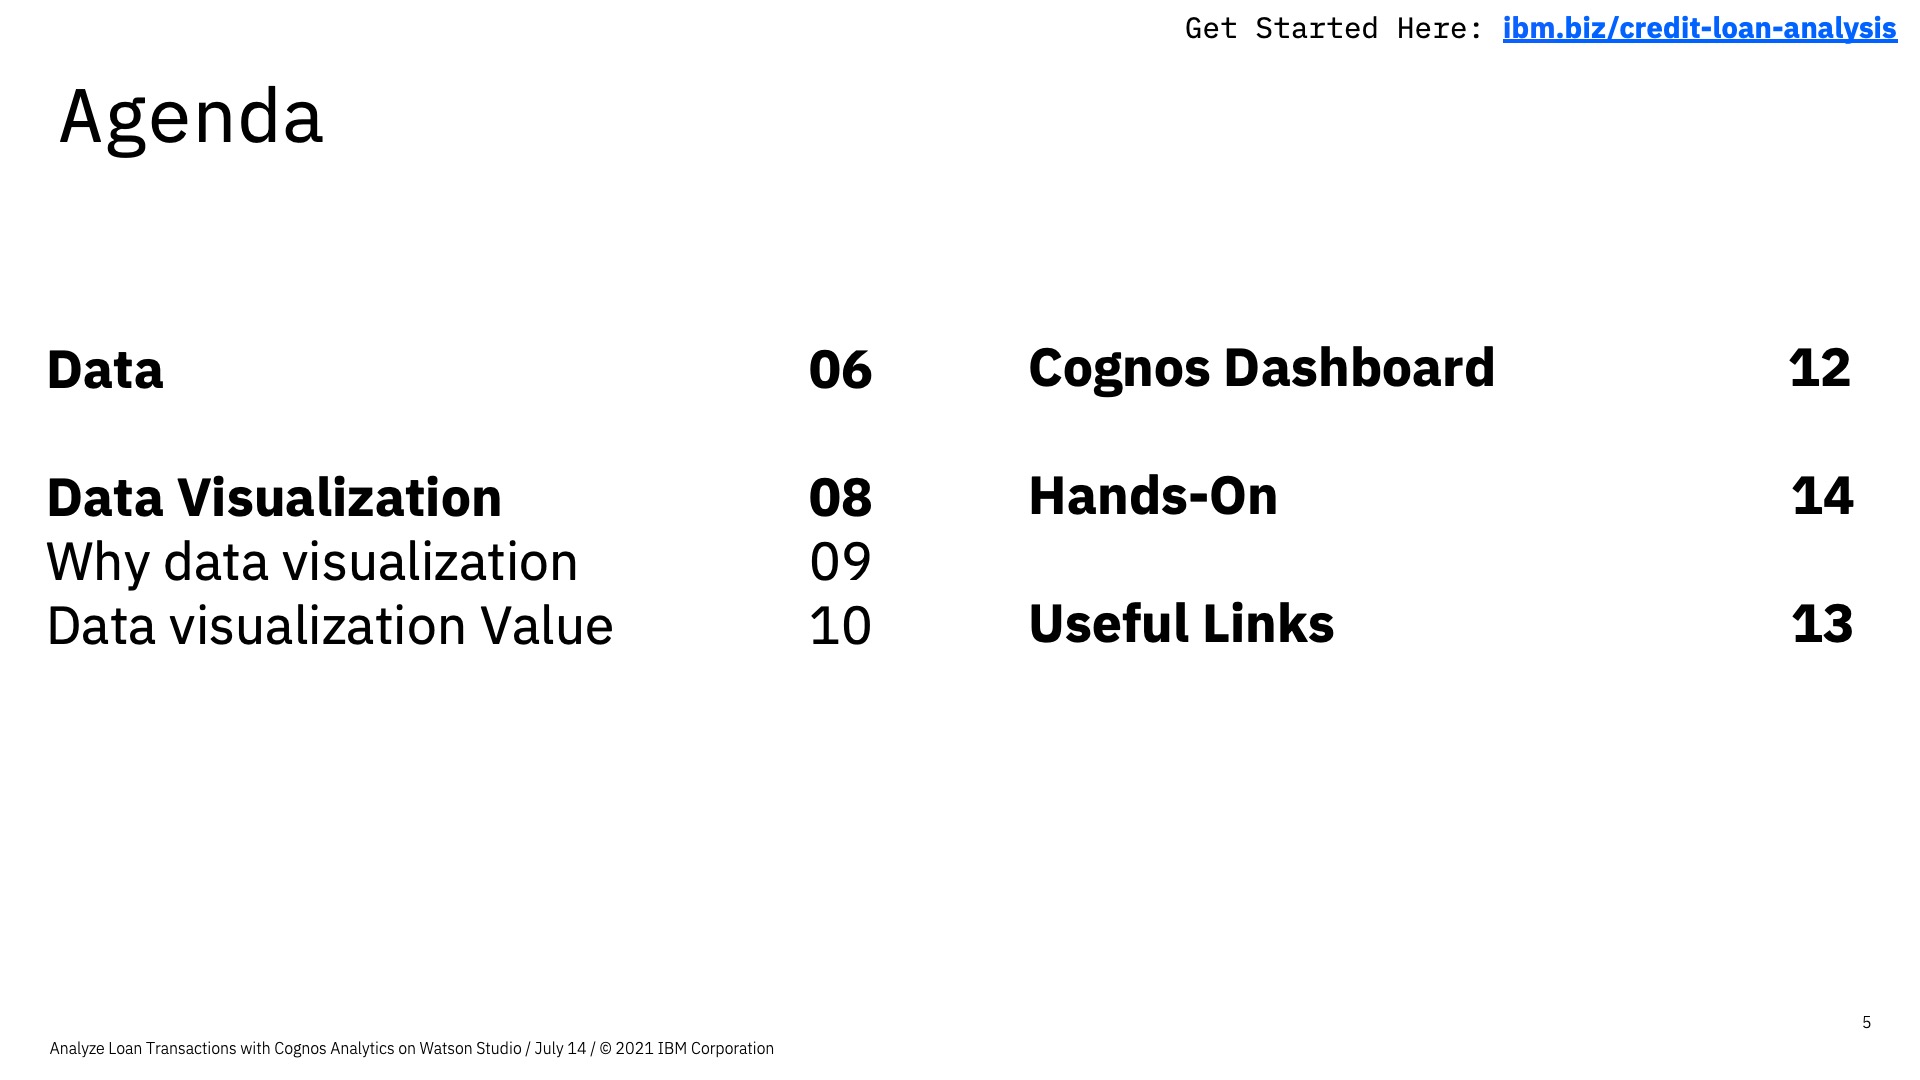 Get Started Here: ibm.biz/credit-loan-analysis
Agenda
Data 06
Data Visualization 08
Why data visualization 09
Data visualization Value 10
Cognos Dashboard 12
Hands-On 14
Useful Links 13
5
Analyze Loan Transactions with Cognos Analytics on Watson Studio / July 14 / © 2021 IBM Corporation